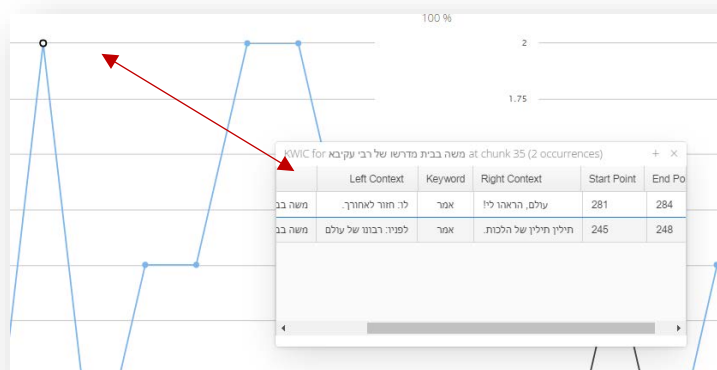 100 %
2
1.75
KWIC for משה בבית מדרשו של רבי עקיבא at chunk 35 (2 occurrences) + ×
Left Context Keyword Right Context Start Point End Po
משה בב לו: חזור לאחורך. אמר עולם, הראהו לי! 281 284
משה בב לפניו: רבונו של עולם אמר תילין תילין של הלכות. 245 248